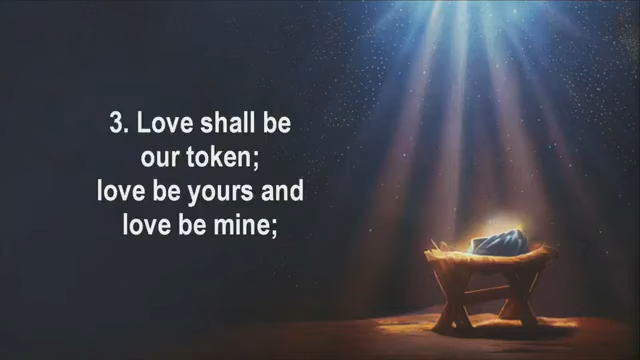 3. Love shall be
our token;
love be yours and
love be mine;